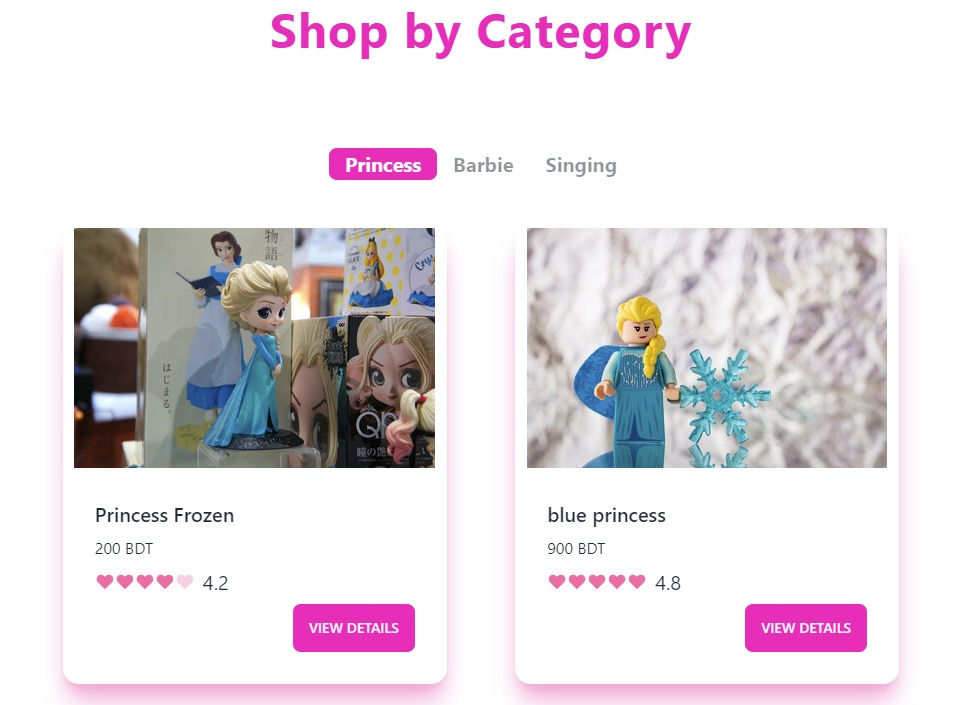 Shop by Category
Princess Barbie Singing
物語
はじまる。
Princess Frozen
200 BDT
4.2
VIEW DETAILS
blue princess
900 BDT
4.8
VIEW DETAILS